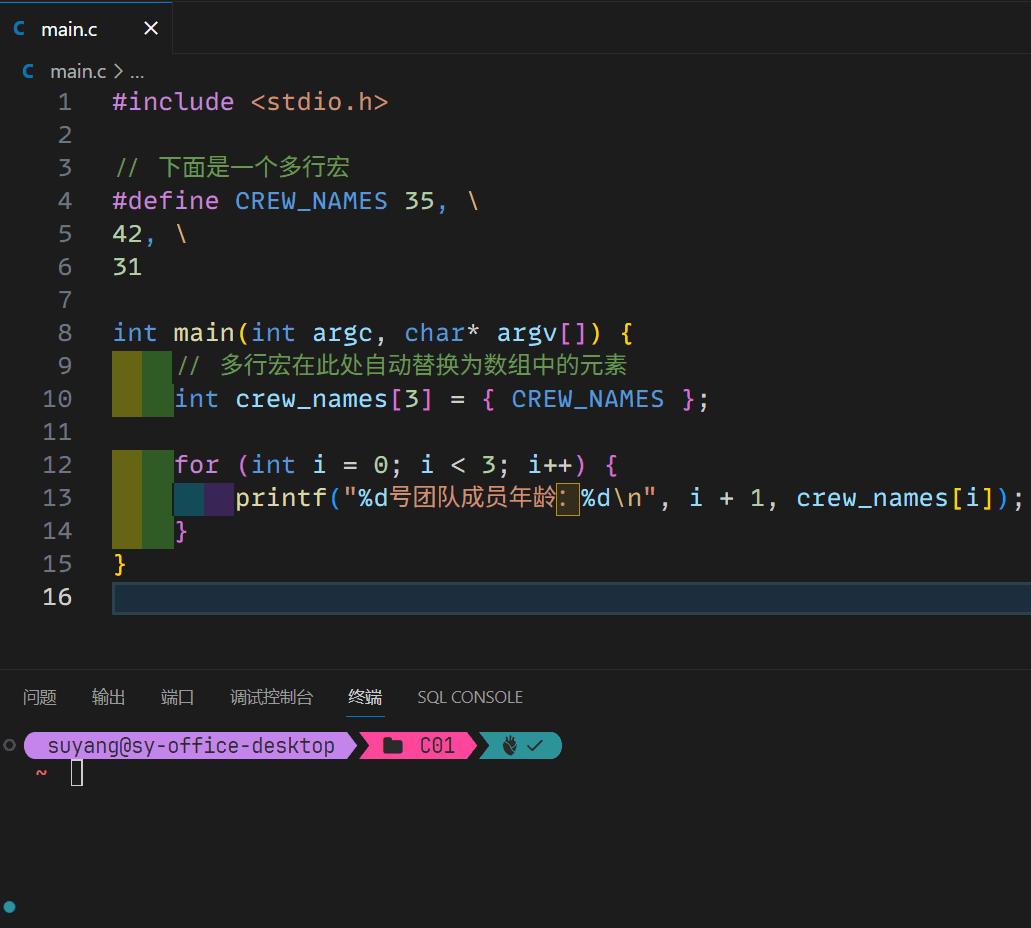 C main.c ×
C main.c > ...
1 #include <stdio.h>
2
3 // 下面是一个多行宏
4 #define CREW_NAMES 35, \
5 42, \
6 31
7
8 int main(int argc, char* argv[]) {
9 // 多行宏在此处自动替换为数组中的元素
10 int crew_names[3] = { CREW_NAMES };
11
12 for (int i = 0; i < 3; i++) {
13 printf("%d号团队成员年龄：%d\n", i + 1, crew_names[i]);
14 }
15 }
16
问题 输出 端口 调试控制台 终端 SQL CONSOLE
suyang@sy-office-desktop C01 ✓
~